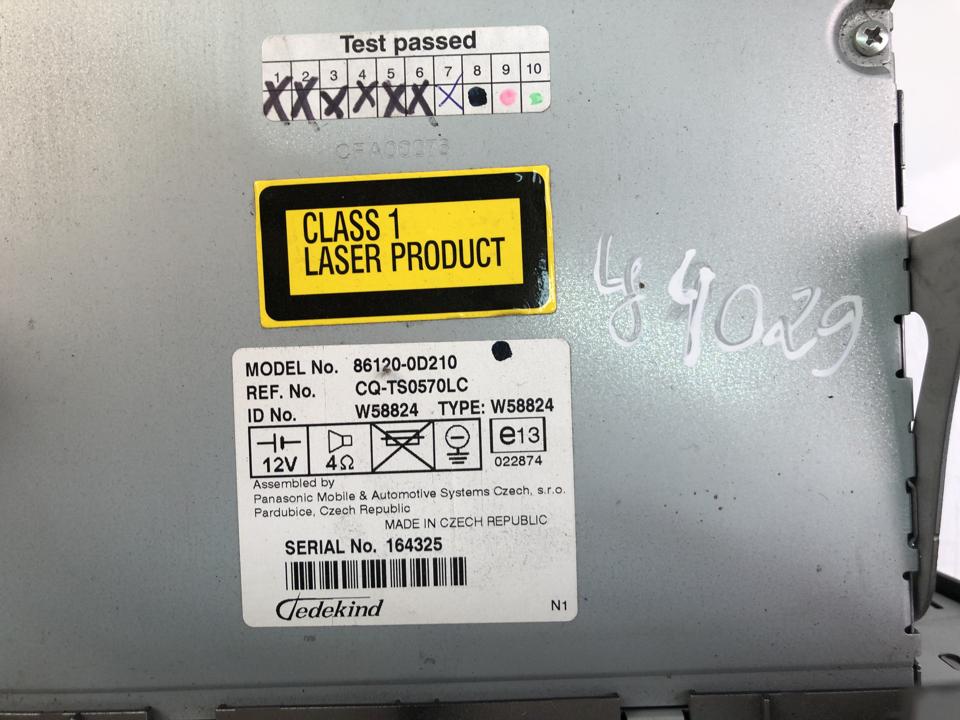 Test passed
1 2 3 4 5 6 7 8 9 10
CLASS 1
LASER PRODUCT
4029
MODEL No. 86120-0D210
REF. No. CQ-TS0570LC
ID No. W58824 TYPE: W58824
12V 4Ω e13
022874
Assembled by
Panasonic Mobile & Automotive Systems Czech, s.r.o.
Pardubice, Czech Republic
MADE IN CZECH REPUBLIC
SERIAL No. 164325
Jedekind N1